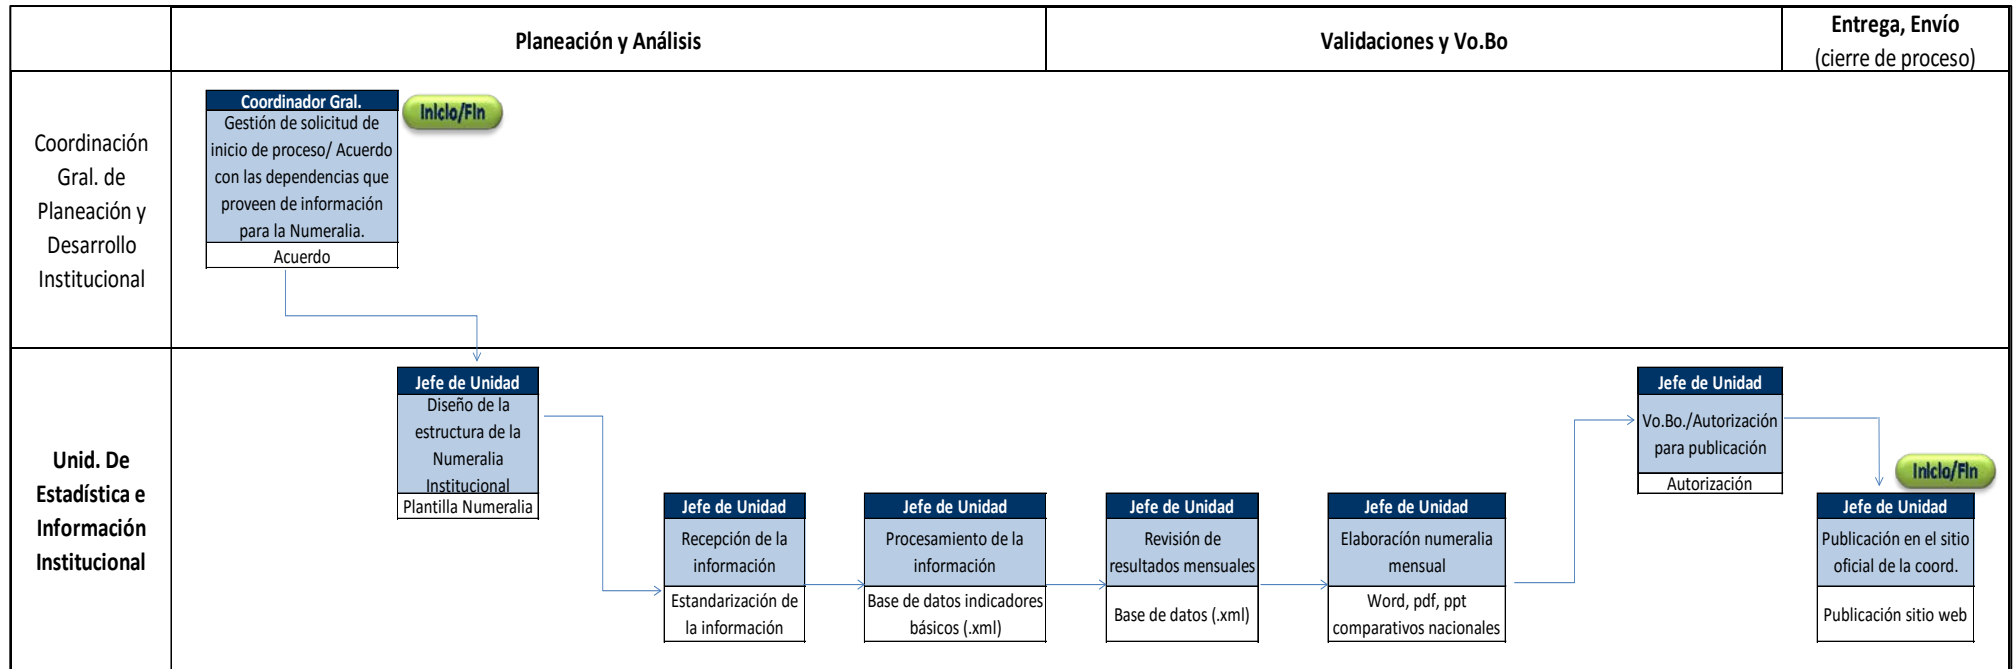 Planeación y Análisis
Validaciones y Vo.Bo
Entrega, Envío
(cierre de proceso)
Coordinación
Gral. de
Planeación y
Desarrollo
Institucional
Coordinador Gral.
Gestión de solicitud de
inicio de proceso/ Acuerdo
con las dependencias que
proveen de información
para la Numeralia.
Acuerdo
Inicio/Fin
Unid. De
Estadística e
Información
Institucional
Jefe de Unidad
Diseño de la
estructura de la
Numeralia
Institucional
Plantilla Numeralia
Jefe de Unidad
Recepción de la
información
Estandarización de
la información
Jefe de Unidad
Procesamiento de la
información
Base de datos indicadores
básicos (.xml)
Jefe de Unidad
Revisión de
resultados mensuales
Base de datos (.xml)
Jefe de Unidad
Elaboracíón numeralia
mensual
Word, pdf, ppt
comparativos nacionales
Jefe de Unidad
Vo.Bo./Autorización
para publicación
Autorización
Inicio/Fin
Jefe de Unidad
Publicación en el sitio
oficial de la coord.
Publicación sitio web